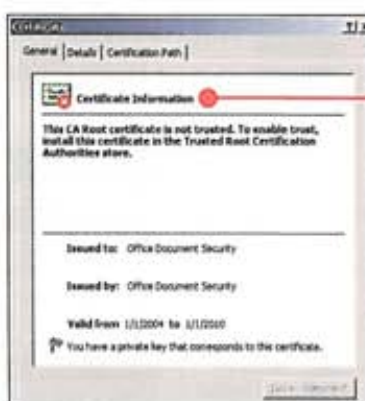 Certificate
General Details Certification Path
Certificate Information
This CA Root certificate is not trusted. To enable trust,
install this certificate in the Trusted Root Certification
Authorities store.
Issued to: Office Document Security
Issued by: Office Document Security
Valid from 1/1/2004 to 1/1/2010
You have a private key that corresponds to this certificate.